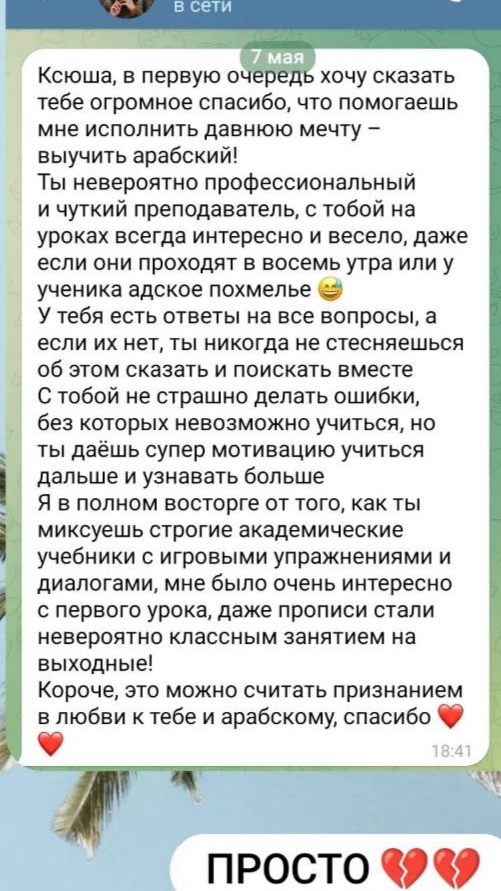 в сети
7 мая
Ксюша, в первую очередь хочу сказать
тебе огромное спасибо, что помогаешь
мне исполнить давнюю мечту –
выучить арабский!
Ты невероятно профессиональный
и чуткий преподаватель, с тобой на
уроках всегда интересно и весело, даже
если они проходят в восемь утра или у
ученика адское похмелье 😅
У тебя есть ответы на все вопросы, а
если их нет, ты никогда не стесняешься
об этом сказать и поискать вместе
С тобой не страшно делать ошибки,
без которых невозможно учиться, но
ты даёшь супер мотивацию учиться
дальше и узнавать больше
Я в полном восторге от того, как ты
миксуешь строгие академические
учебники с игровыми упражнениями и
диалогами, мне было очень интересно
с первого урока, даже прописи стали
невероятно классным занятием на
выходные!
Короче, это можно считать признанием
в любви к тебе и арабскому, спасибо ❤️
❤️
18:41
ПРОСТО 💔💔